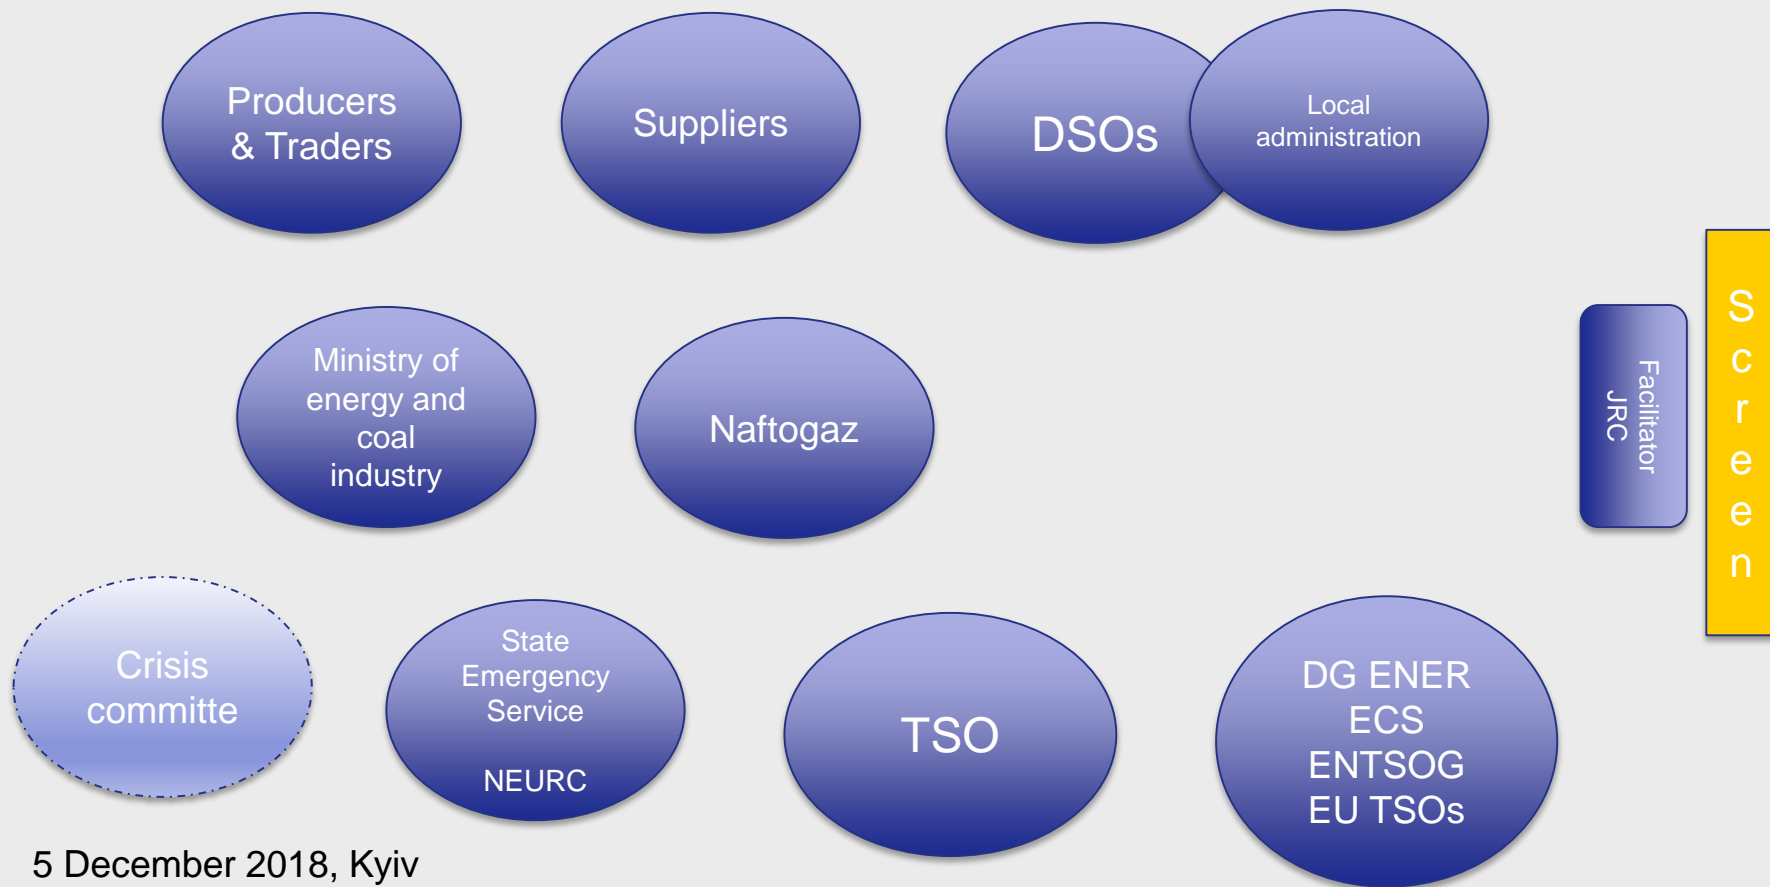 Producers
& Traders
Suppliers
DSOs
Local
administration
Screen
Ministry of
energy and
coal
industry
Naftogaz
Facilitator
JRC
Crisis
committe
State
Emergency
Service
NEURC
TSO
DG ENER
ECS
ENTSOG
EU TSOs
5 December 2018, Kyiv